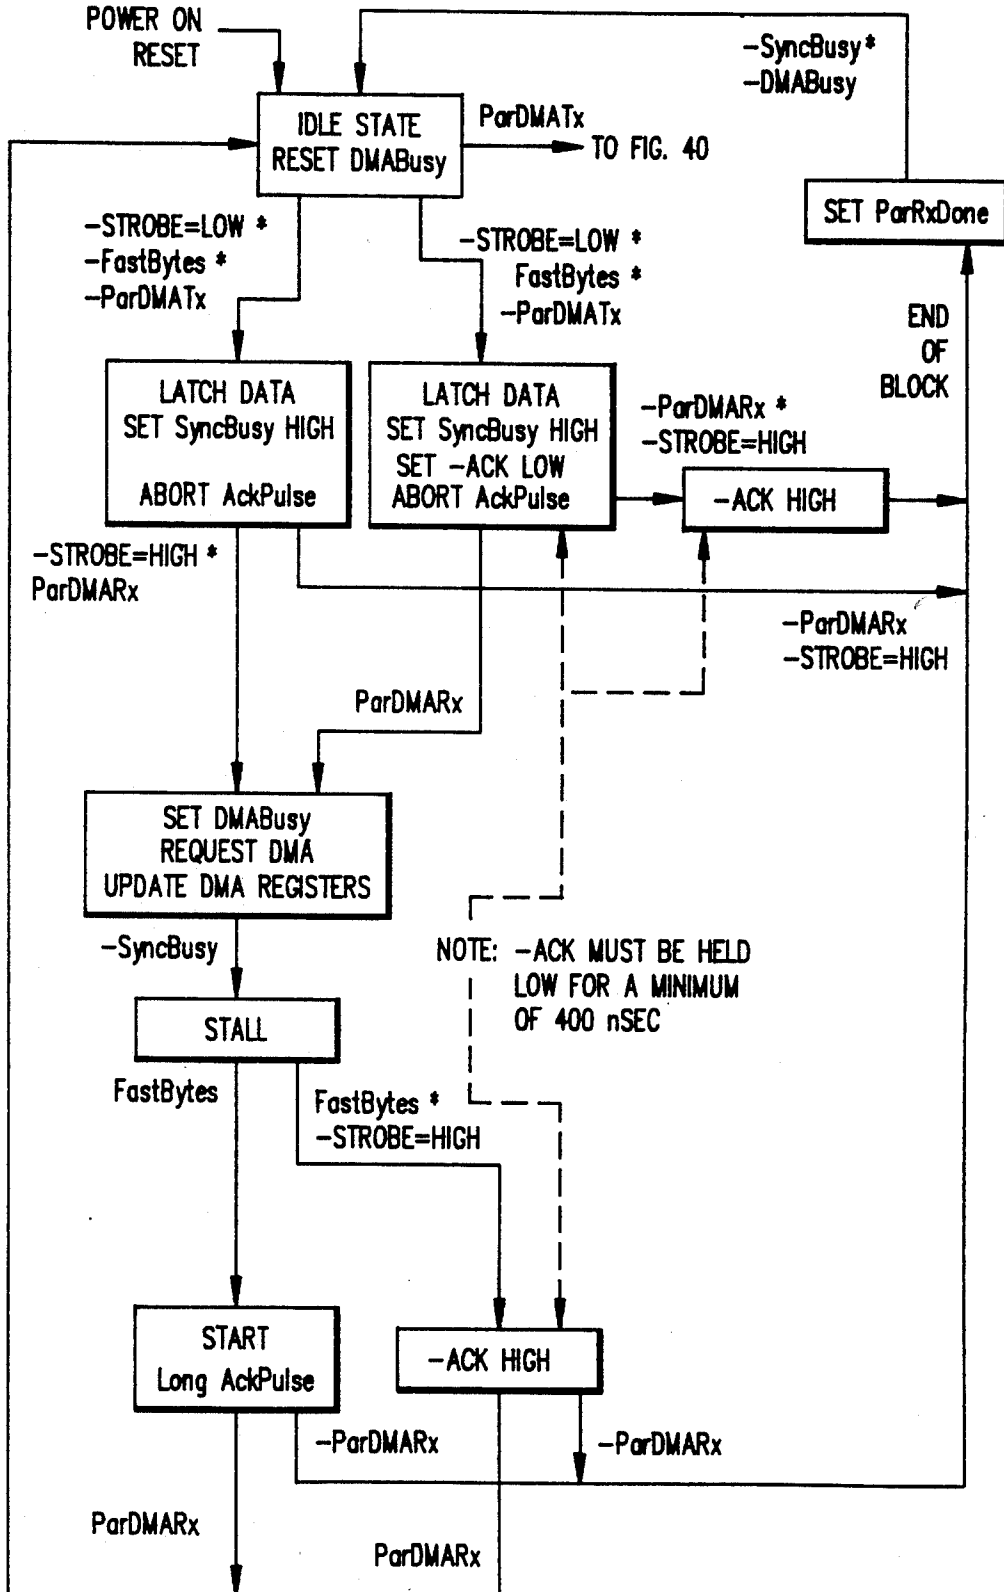 POWER ON
RESET
-SyncBusy *
-DMABusy
IDLE STATE
RESET DMABusy
ParDMATx
TO FIG. 40
SET ParRxDone
-STROBE=LOW *
-FastBytes *
-ParDMATx
-STROBE=LOW *
FastBytes *
-ParDMATx
END
OF
BLOCK
LATCH DATA
SET SyncBusy HIGH
ABORT AckPulse
LATCH DATA
SET SyncBusy HIGH
SET -ACK LOW
ABORT AckPulse
-ParDMARx *
-STROBE=HIGH
-ACK HIGH
-STROBE=HIGH *
ParDMARx
-ParDMARx
-STROBE=HIGH
ParDMARx
SET DMABusy
REQUEST DMA
UPDATE DMA REGISTERS
-SyncBusy
NOTE: -ACK MUST BE HELD
LOW FOR A MINIMUM
OF 400 nSEC
STALL
FastBytes
FastBytes *
-STROBE=HIGH
START
Long AckPulse
-ACK HIGH
-ParDMARx
-ParDMARx
ParDMARx
ParDMARx